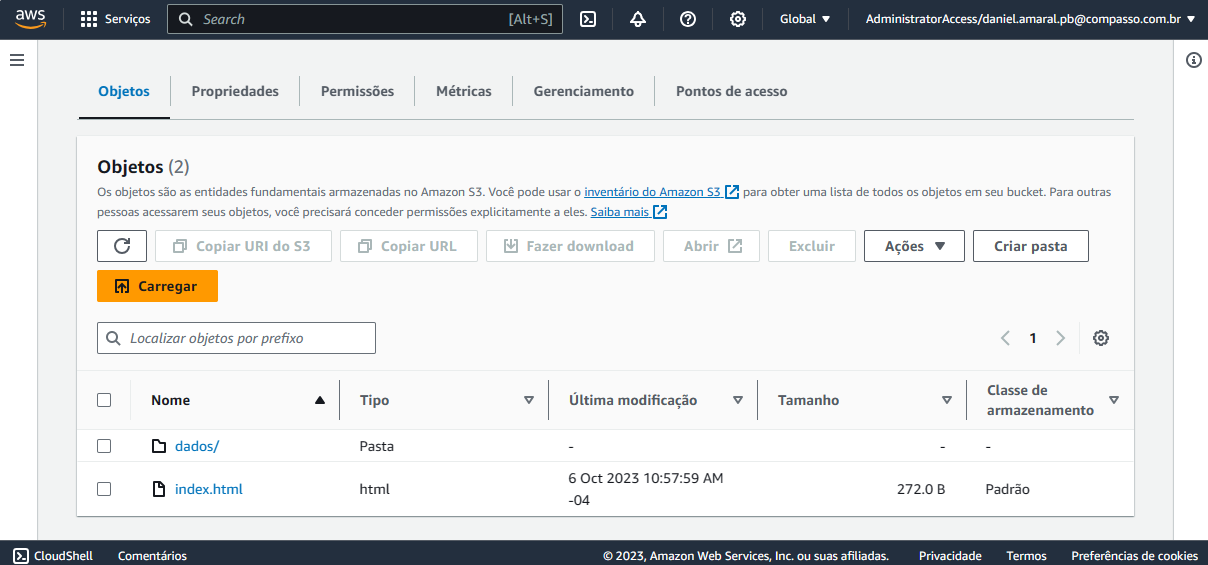 aws Serviços Search [Alt+S] Global AdministratorAccess/daniel.amaral.pb@compasso.com.br
Objetos Propriedades Permissões Métricas Gerenciamento Pontos de acesso
Objetos (2)
Os objetos são as entidades fundamentais armazenadas no Amazon S3. Você pode usar o inventário do Amazon S3 para obter uma lista de todos os objetos em seu bucket. Para outras
pessoas acessarem seus objetos, você precisará conceder permissões explicitamente a eles. Saiba mais
Copiar URI do S3 Copiar URL Fazer download Abrir Excluir Ações Criar pasta
Carregar
Localizar objetos por prefixo 1
Nome Tipo Última modificação Tamanho Classe de
armazenamento
dados/ Pasta - - -
index.html html 6 Oct 2023 10:57:59 AM 272.0 B Padrão
-04
CloudShell Comentários © 2023, Amazon Web Services, Inc. ou suas afiliadas. Privacidade Termos Preferências de cookies